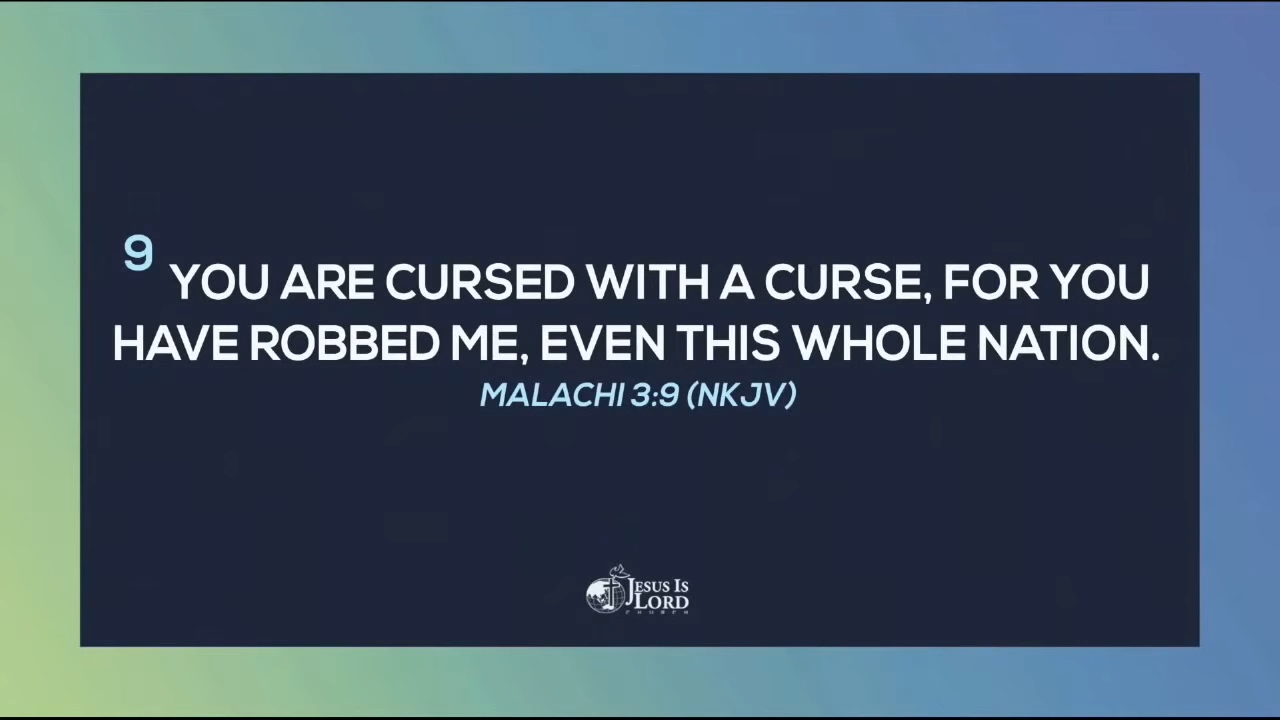 9 YOU ARE CURSED WITH A CURSE, FOR YOU
HAVE ROBBED ME, EVEN THIS WHOLE NATION.
MALACHI 3:9 (NKJV)
JESUS IS
LORD
CHURCH